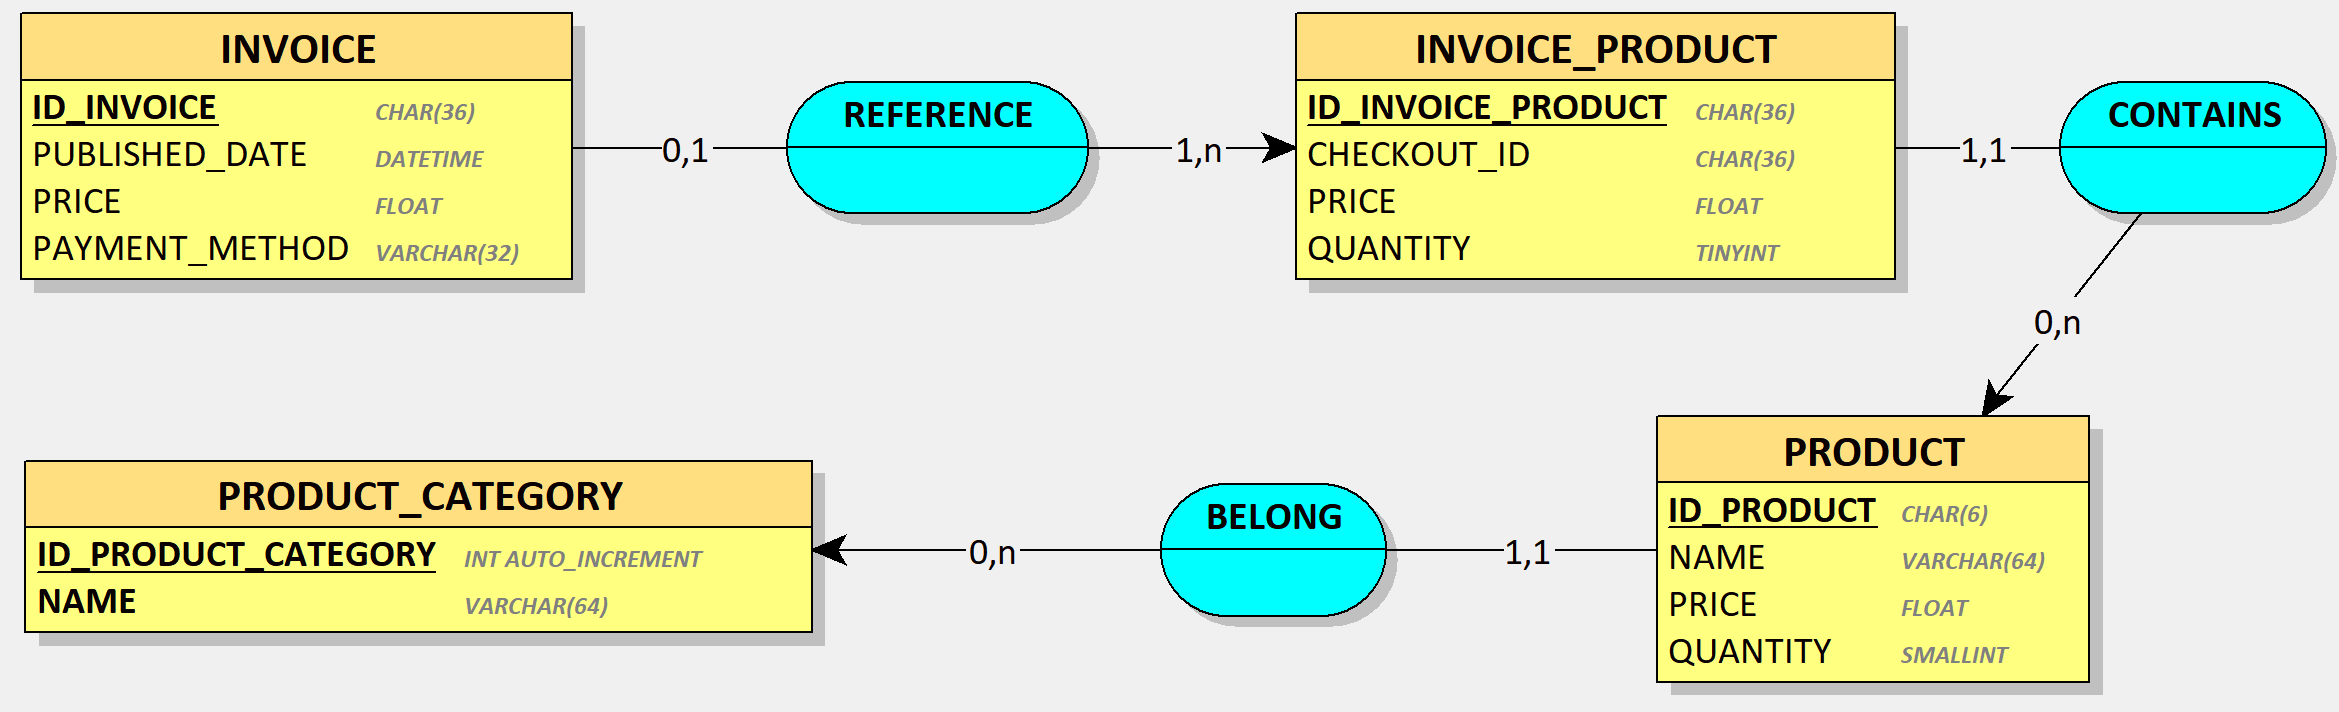 INVOICE
ID_INVOICE CHAR(36)
PUBLISHED_DATE DATETIME
PRICE FLOAT
PAYMENT_METHOD VARCHAR(32)
0,1
REFERENCE
1,n
INVOICE_PRODUCT
ID_INVOICE_PRODUCT CHAR(36)
CHECKOUT_ID CHAR(36)
PRICE FLOAT
QUANTITY TINYINT
1,1
CONTAINS
0,n
PRODUCT_CATEGORY
ID_PRODUCT_CATEGORY INT AUTO_INCREMENT
NAME VARCHAR(64)
0,n
BELONG
1,1
PRODUCT
ID_PRODUCT CHAR(6)
NAME VARCHAR(64)
PRICE FLOAT
QUANTITY SMALLINT